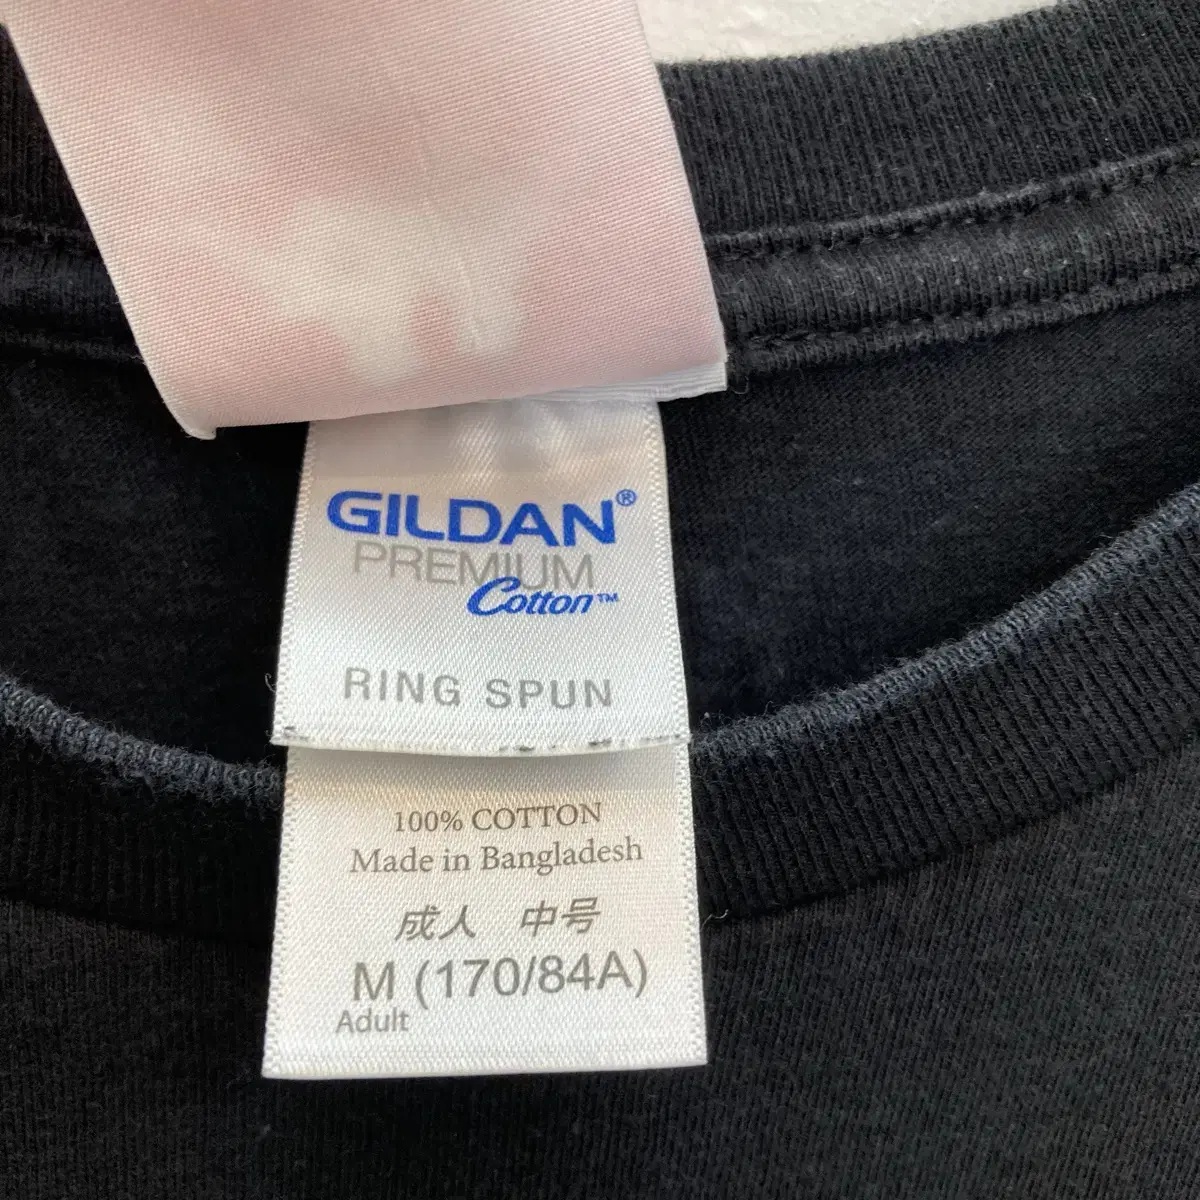 GILDAN®
PREMIUM
Cotton™
RING SPUN
100% COTTON
Made in Bangladesh
成人 中号
M (170/84A)
Adult